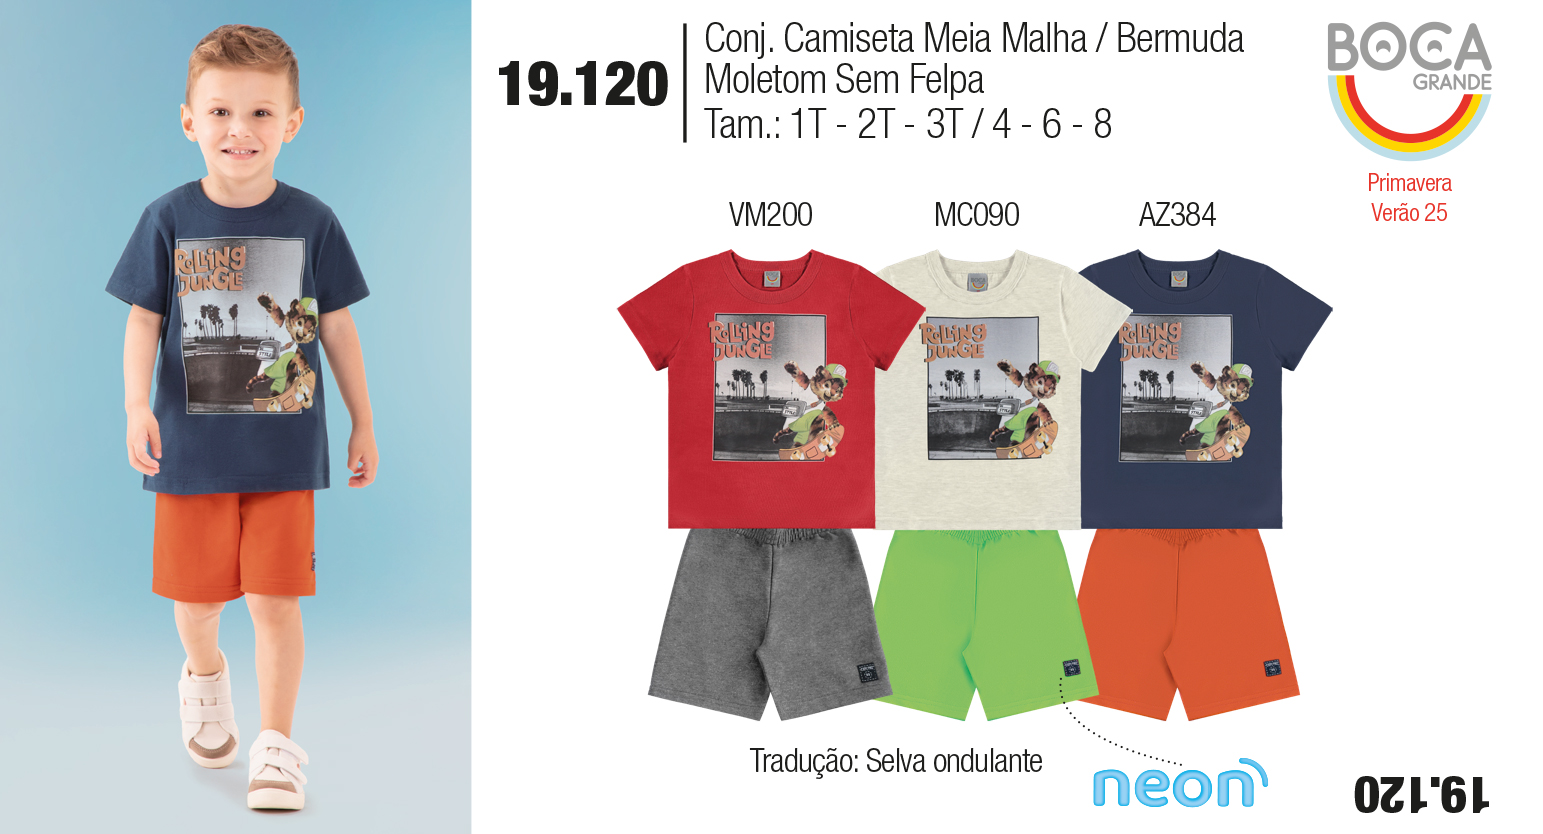 19.120
Conj. Camiseta Meia Malha / Bermuda
Moletom Sem Felpa
Tam.: 1T - 2T - 3T / 4 - 6 - 8
BOCA
GRANDE
Primavera
Verão 25
VM200
MC090
AZ384
ROLLING
JUNGLE
BOCA
ROLLING
JUNGLE
ROLLING
JUNGLE
ROLLING
JUNGLE
Tradução: Selva ondulante
neon
19.120